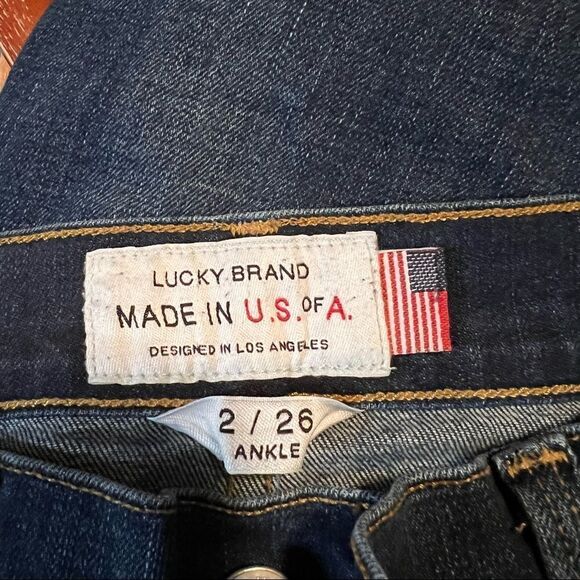 LUCKY BRAND
MADE IN U.S. OF A.
DESIGNED IN LOS ANGELES
2 / 26
ANKLE